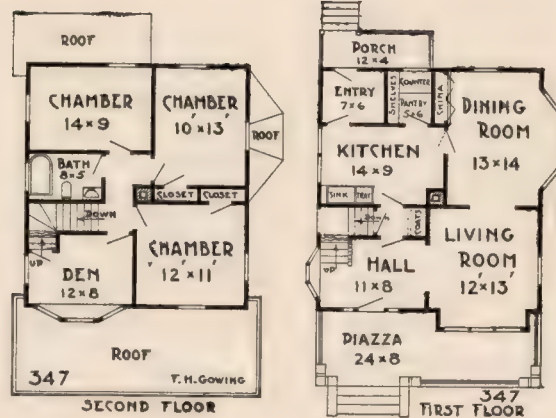 ROOF
CHAMBER
14×9
CHAMBER
10'×13'
ROOF
BATH
8×5
CLOSET
CLOSET
DOWN
UP
DEN
12×8
CHAMBER
12'×11'
ROOF
347
T.H.GOWING
SECOND FLOOR
PORCH
12×4
ENTRY
7×6
SHELVES
COUNTER
PANTRY
5×6
CHINA
DINING
ROOM
13×14
KITCHEN
14×9
SINK
TRAY
DOWN
COATS
UP
HALL
11×8
LIVING
ROOM
12'×13'
PIAZZA
24×8
347
FIRST FLOOR